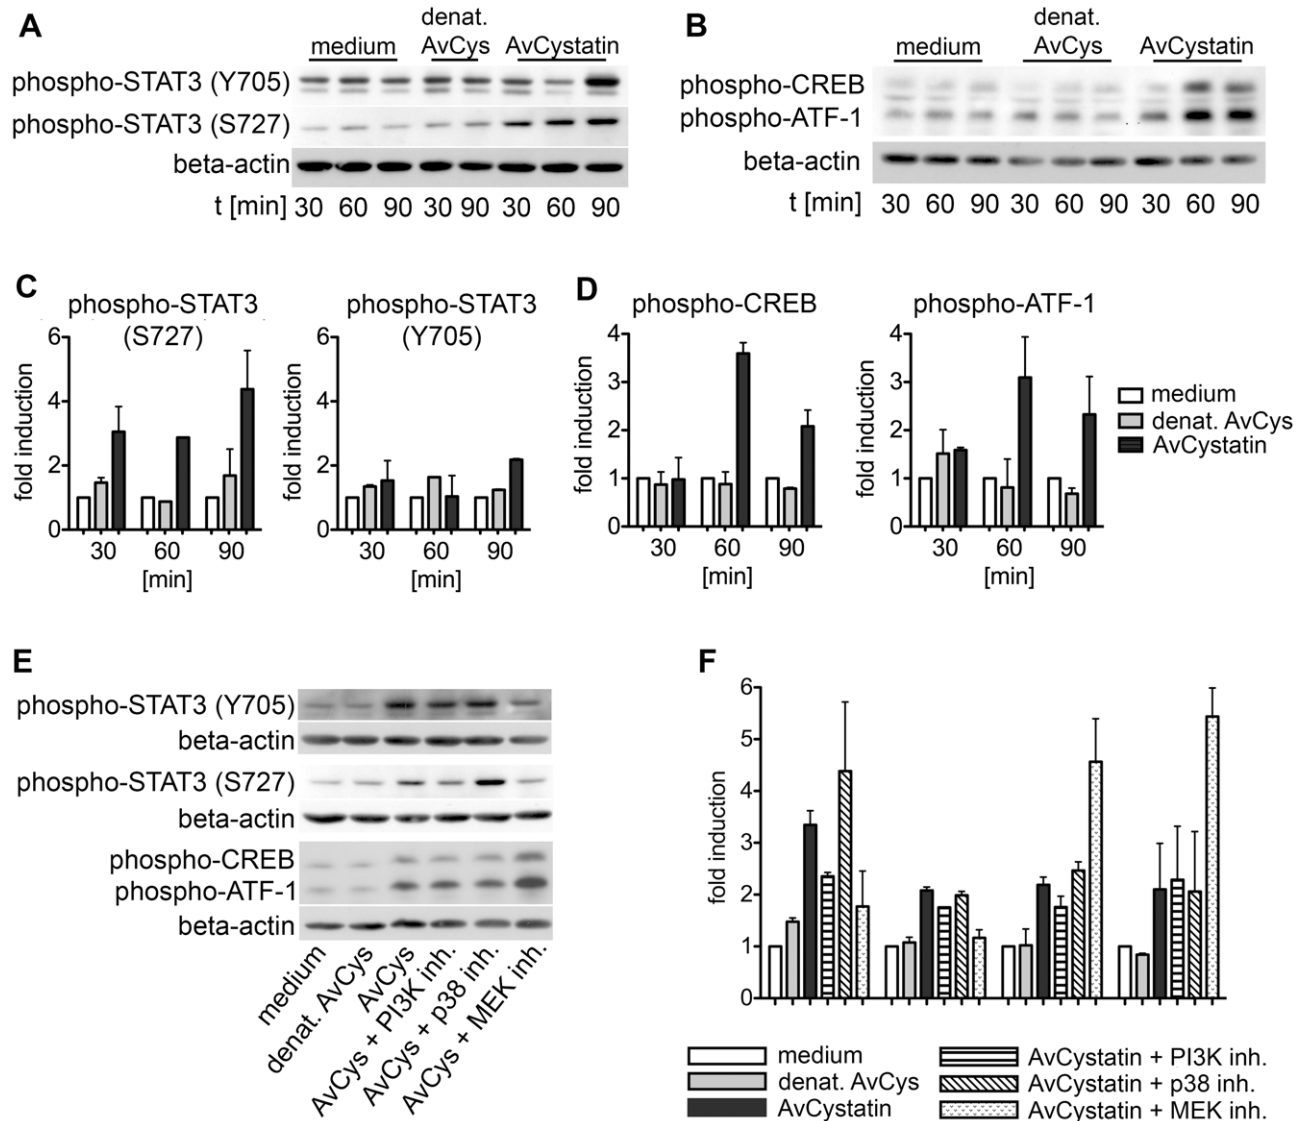 A
medium
denat.
AvCys
AvCystatin
phospho-STAT3 (Y705)
phospho-STAT3 (S727)
beta-actin
t [min] 30 60 90 30 90 30 60 90
B
medium
denat.
AvCys
AvCystatin
phospho-CREB
phospho-ATF-1
beta-actin
t [min] 30 60 90 30 60 90 30 60 90
C
phospho-STAT3
(S727)
fold induction
6
4
2
0
30 60 90
[min]
phospho-STAT3
(Y705)
fold induction
6
4
2
0
30 60 90
[min]
D
phospho-CREB
fold induction
4
3
2
1
0
30 60 90
[min]
phospho-ATF-1
fold induction
4
3
2
1
0
30 60 90
[min]
medium
denat. AvCys
AvCystatin
E
phospho-STAT3 (Y705)
beta-actin
phospho-STAT3 (S727)
beta-actin
phospho-CREB
phospho-ATF-1
beta-actin
medium
denat. AvCys
AvCys
AvCys + PI3K inh.
AvCys + p38 inh.
AvCys + MEK inh.
F
fold induction
6
5
4
3
2
1
0
medium
denat. AvCys
AvCystatin
AvCystatin + PI3K inh.
AvCystatin + p38 inh.
AvCystatin + MEK inh.